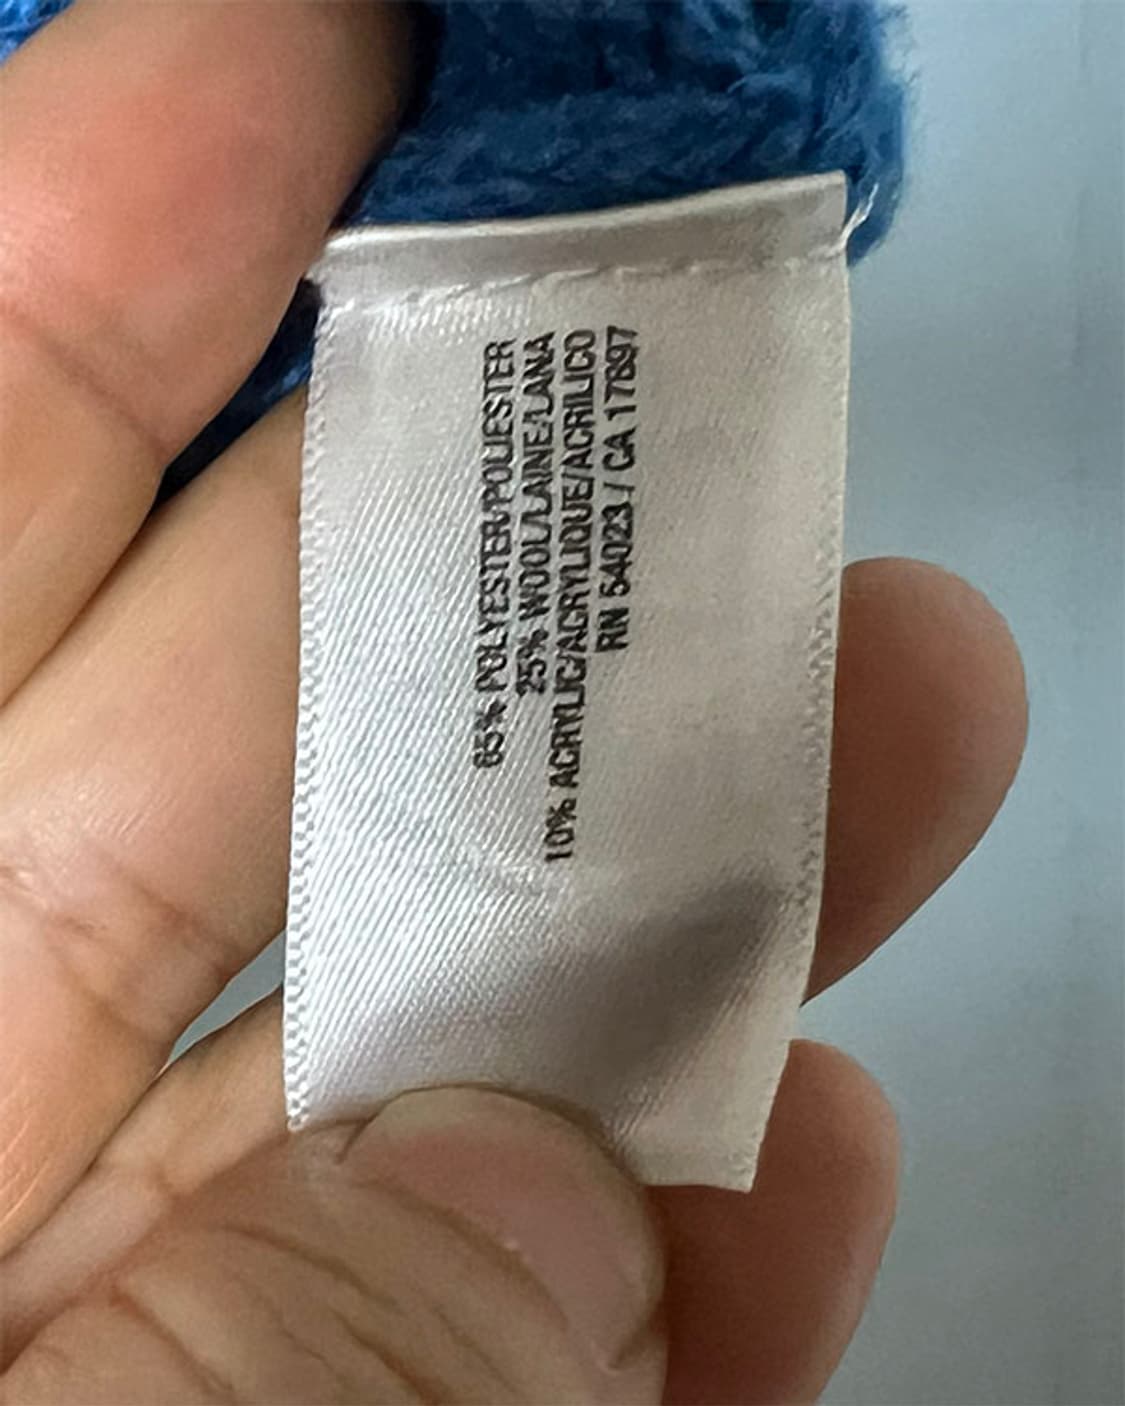 65% POLYESTER/POLIESTER
25% WOOL/LAINE/LANA
10% ACRYLIC/ACRYLIQUE/ACRILICO
RN 54023 / CA 17897